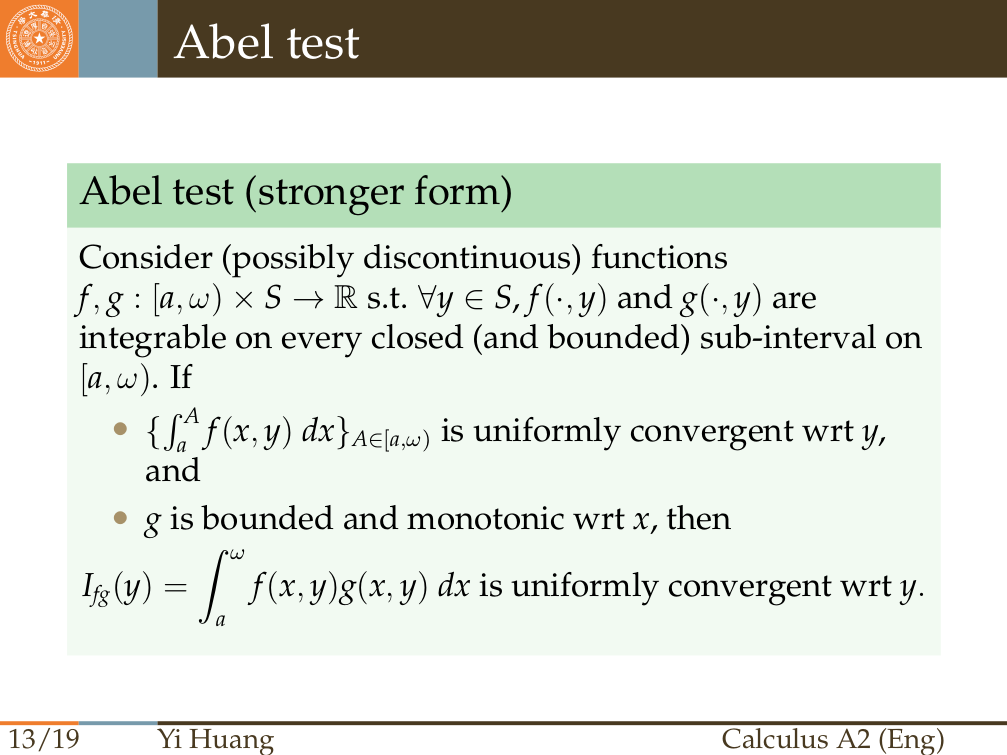 Abel test
Abel test (stronger form)
Consider (possibly discontinuous) functions
f, g : [a, ω) × S → ℝ s.t. ∀y ∈ S, f(·, y) and g(·, y) are
integrable on every closed (and bounded) sub-interval on
[a, ω). If
• {∫ₐᴬ f(x, y) dx}_{A∈[a,ω)} is uniformly convergent wrt y,
and
• g is bounded and monotonic wrt x, then
I_{fg}(y) = ∫_a^ω f(x, y)g(x, y) dx is uniformly convergent wrt y.
13/19 Yi Huang Calculus A2 (Eng)